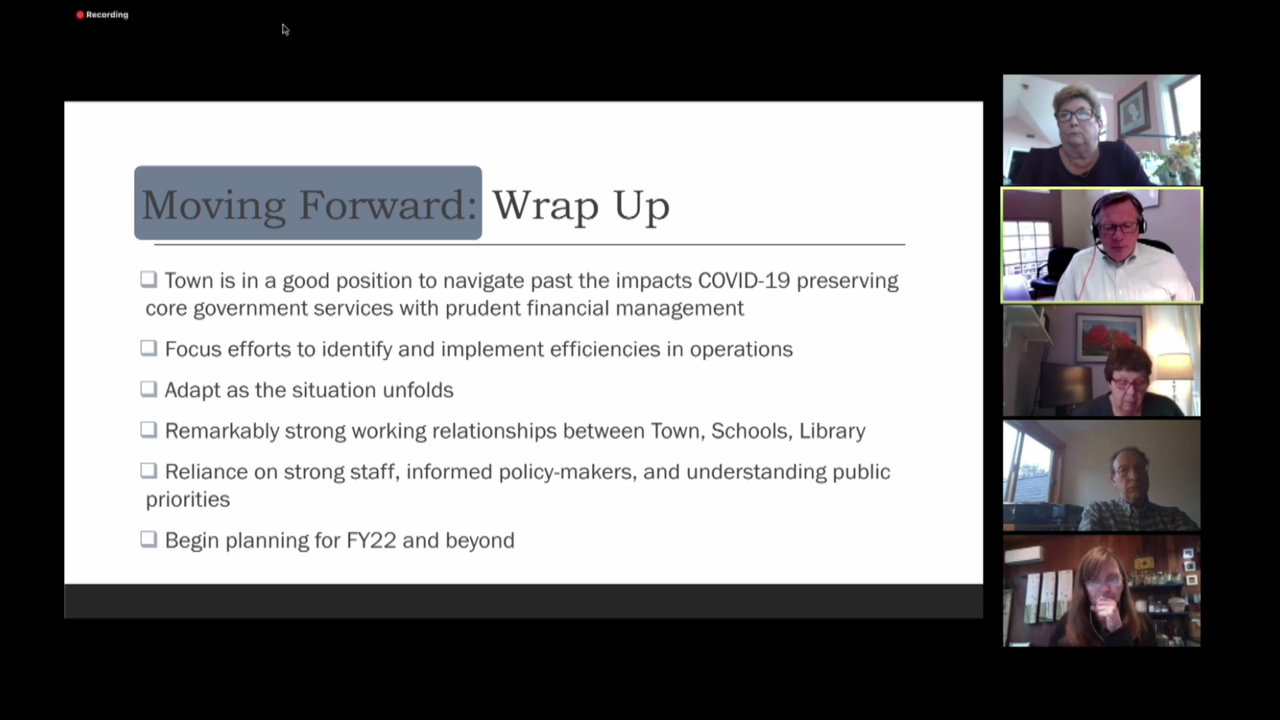 Recording
Moving Forward: Wrap Up
Town is in a good position to navigate past the impacts COVID-19 preserving
core government services with prudent financial management
Focus efforts to identify and implement efficiencies in operations
Adapt as the situation unfolds
Remarkably strong working relationships between Town, Schools, Library
Reliance on strong staff, informed policy-makers, and understanding public
priorities
Begin planning for FY22 and beyond